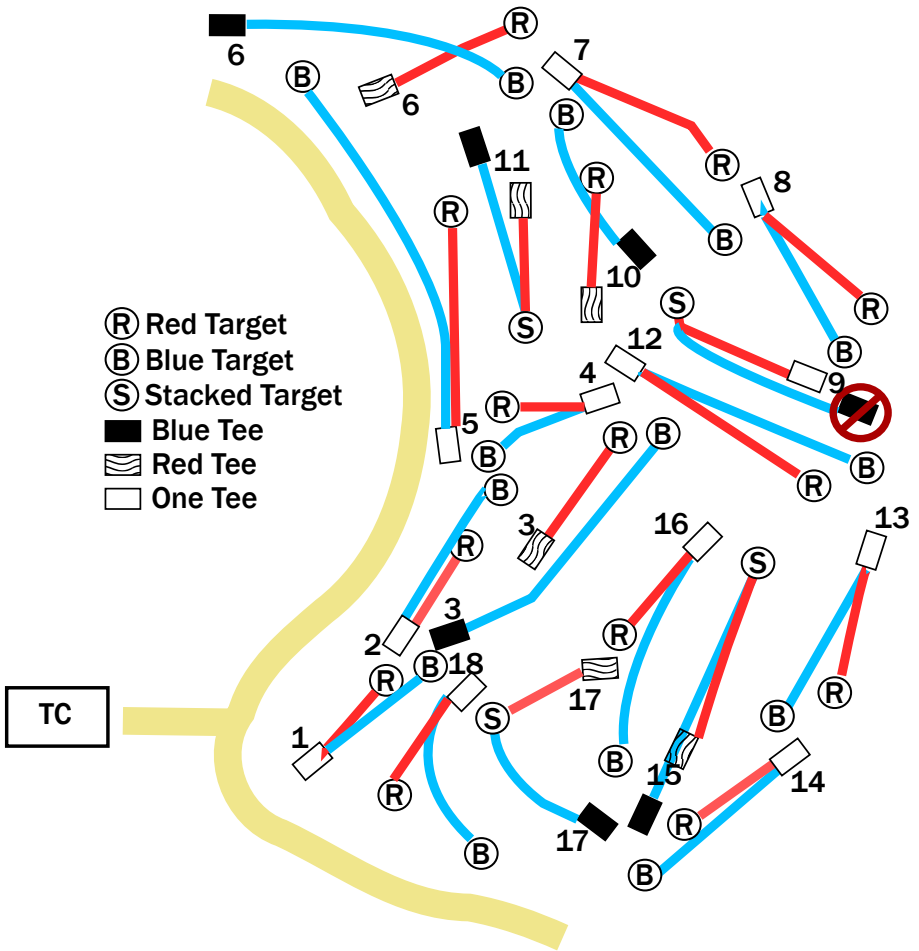 R
6
B
7
B
6
B
R
11
R
8
R
B
10
S
R
12
S
B
9
R Red Target
B Blue Target
S Stacked Target
Blue Tee
Red Tee
One Tee
4
R
5
B
R
B
B
R
B
3
16
13
R
S
2
3
R
B
18
R
17
S
R
TC
1
B
B
15
14
R
R
17
B
B